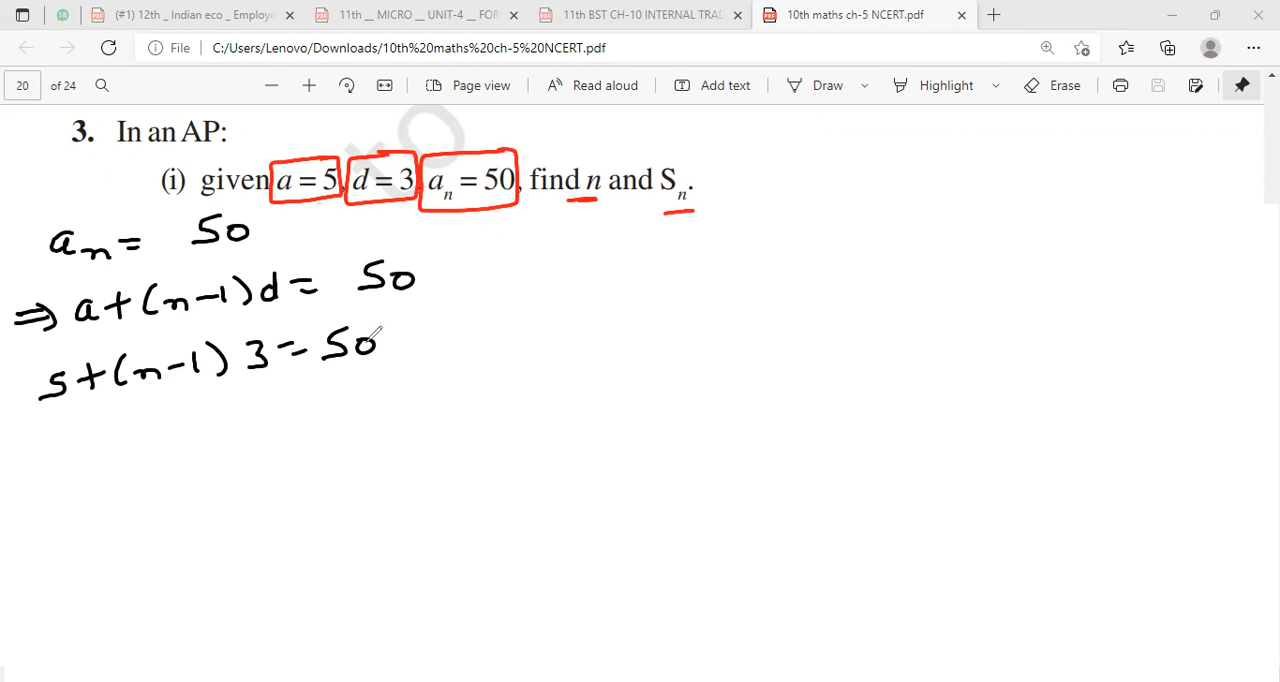 (#1) 12th _ Indian eco _ Employm
11th __ MICRO __ UNIT-4 __ FOR
11th BST CH-10 INTERNAL TRAD
10th maths ch-5 NCERT.pdf
File C:/Users/Lenovo/Downloads/10th%20maths%20ch-5%20NCERT.pdf
20 of 24 Page view Read aloud Add text Draw Highlight Erase
to
3. In an AP:
(i) given a = 5, d = 3, aₙ = 50, find n and Sₙ.
aₙ = 50
⇒ a+(n-1)d = 50
5+(n-1) 3 = 50